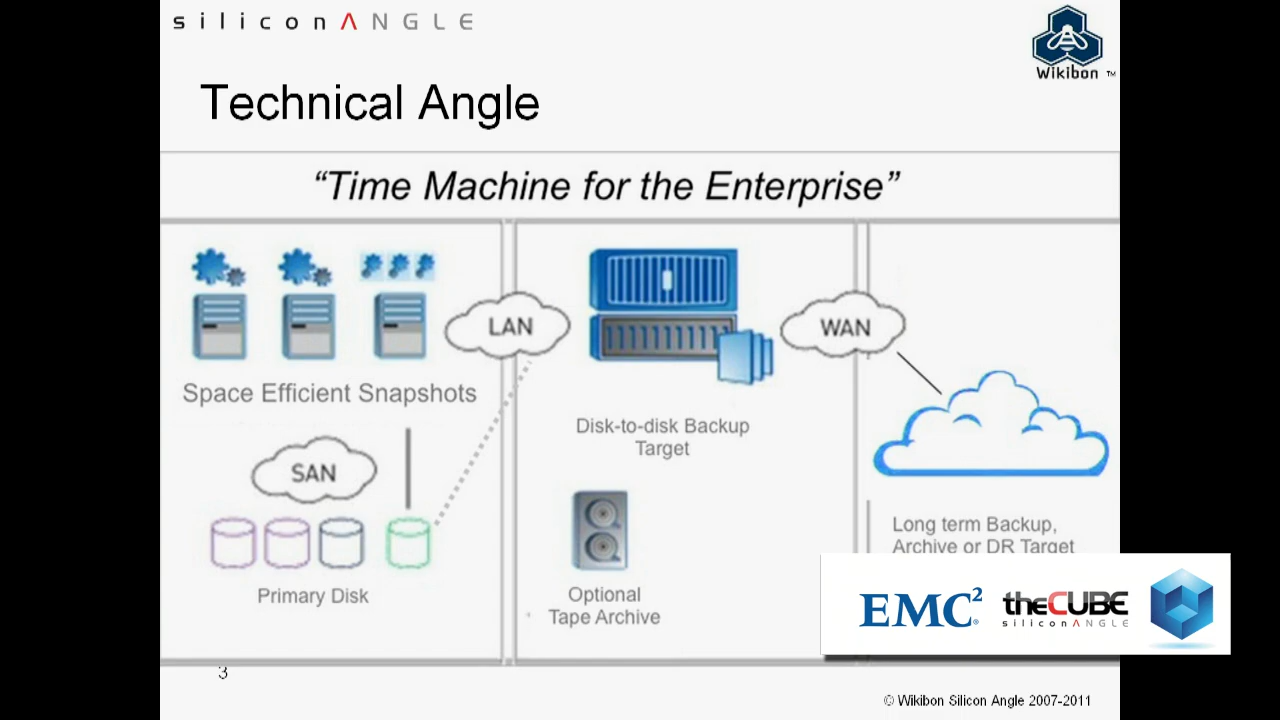 siliconANGLE
Wikibon ™
Technical Angle
“Time Machine for the Enterprise”
LAN
WAN
Space Efficient Snapshots
SAN
Primary Disk
Disk-to-disk Backup
Target
Optional
Tape Archive
Long term Backup,
Archive or DR Target
EMC²®
theCUBE
siliconANGLE
3
© Wikibon Silicon Angle 2007-2011